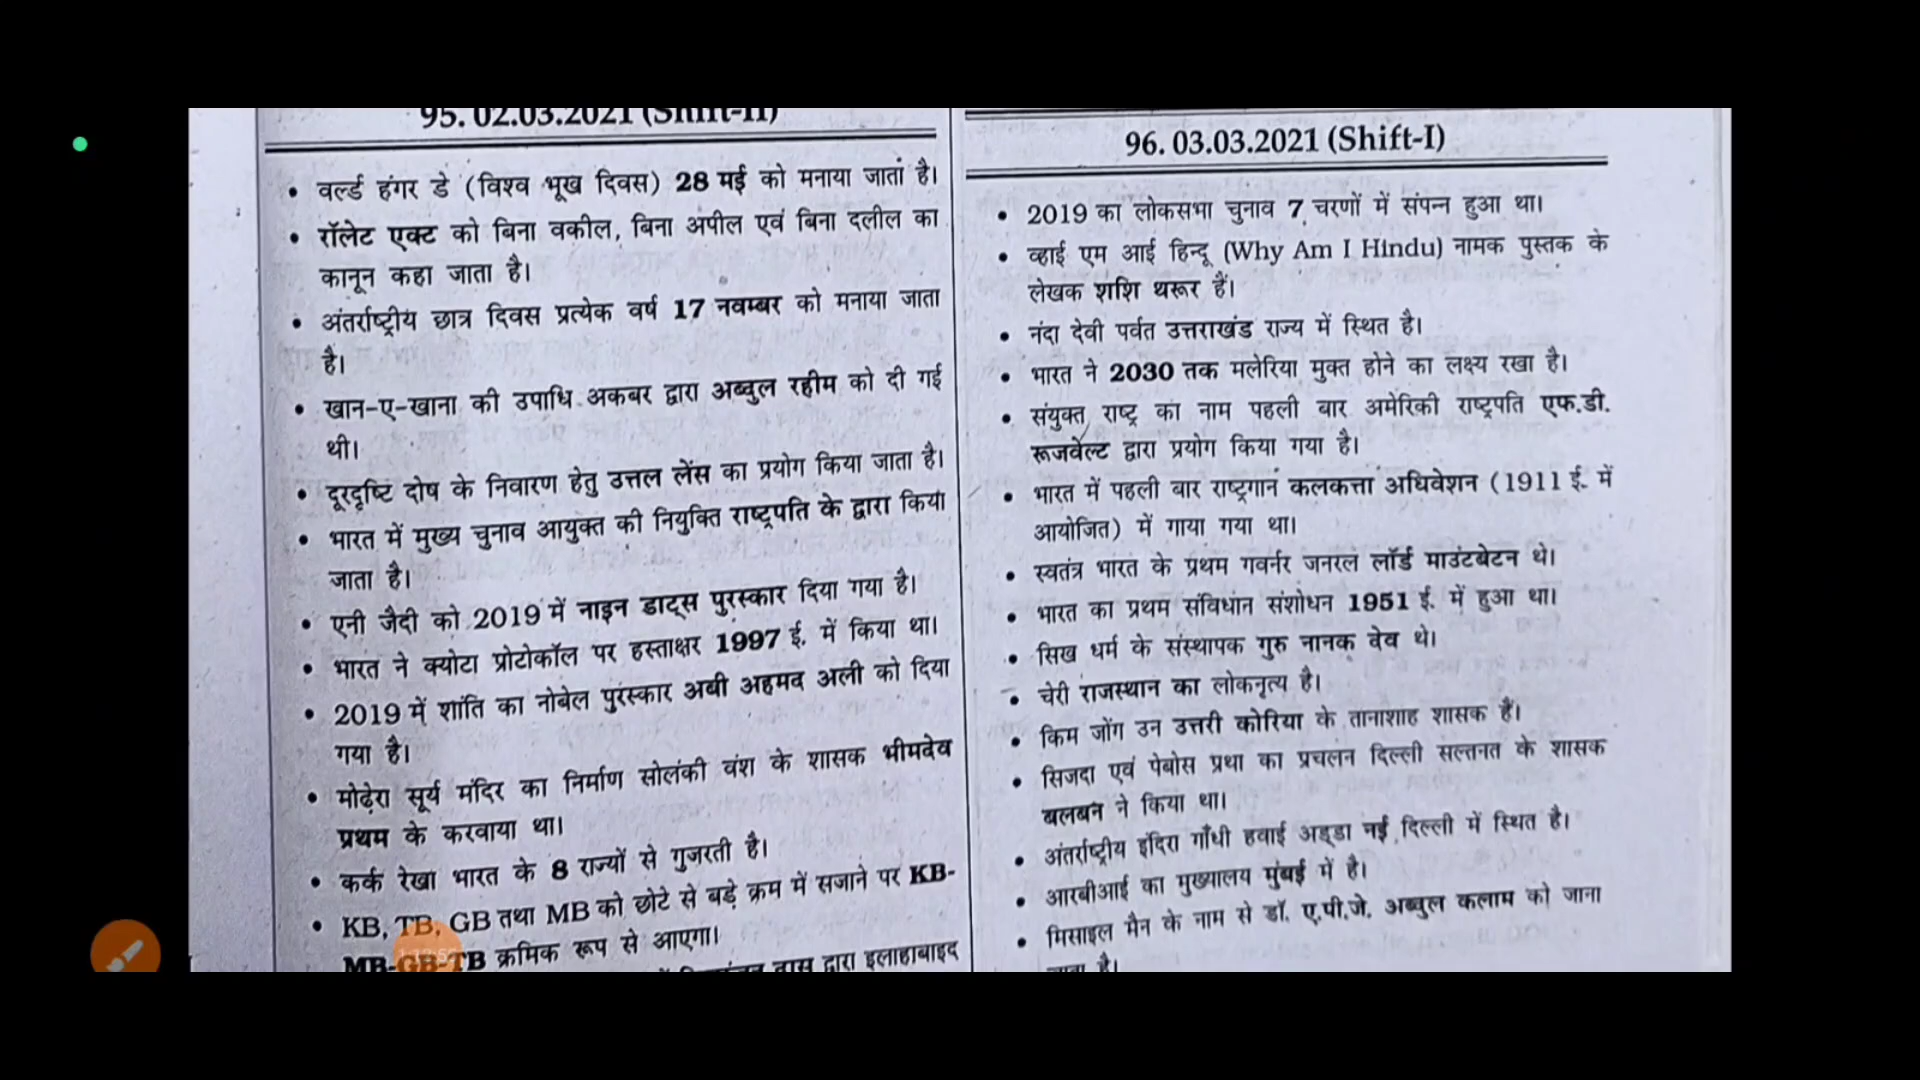 95. 02.03.2021 (Shift-II)
• वर्ल्ड हंगर डे (विश्व भूख दिवस) 28 मई को मनाया जाता है।
• रॉलेट एक्ट को बिना वकील, बिना अपील एवं बिना दलील का
कानून कहा जाता है।
• अंतर्राष्ट्रीय छात्र दिवस प्रत्येक वर्ष 17 नवम्बर को मनाया जाता
है।
• खान-ए-खाना की उपाधि अकबर द्वारा अब्दुल रहीम को दी गई
थी।
• दूरदृष्टि दोष के निवारण हेतु उत्तल लेंस का प्रयोग किया जाता है।
• भारत में मुख्य चुनाव आयुक्त की नियुक्ति राष्ट्रपति के द्वारा किया
जाता है।
• एनी जैदी को 2019 में नाइन डाट्स पुरस्कार दिया गया है।
• भारत ने क्योटा प्रोटोकॉल पर हस्ताक्षर 1997 ई. में किया था।
• 2019 में शांति का नोबेल पुरस्कार अबी अहमद अली को दिया
गया है।
• मोढ़ेरा सूर्य मंदिर का निर्माण सोलंकी वंश के शासक भीमदेव
प्रथम के करवाया था।
• कर्क रेखा भारत के 8 राज्यों से गुजरती है।
• KB, TB, GB तथा MB को छोटे से बड़े क्रम में सजाने पर KB-
MB-GB-TB क्रमिक रूप से आएगा।
दास द्वारा इलाहाबाइद
96. 03.03.2021 (Shift-I)
• 2019 का लोकसभा चुनाव 7 चरणों में संपन्न हुआ था।
• व्हाई एम आई हिन्दू (Why Am I Hindu) नामक पुस्तक के
लेखक शशि थरूर हैं।
• नंदा देवी पर्वत उत्तराखंड राज्य में स्थित है।
• भारत ने 2030 तक मलेरिया मुक्त होने का लक्ष्य रखा है।
• संयुक्त राष्ट्र का नाम पहली बार अमेरिकी राष्ट्रपति एफ.डी.
रूजवेल्ट द्वारा प्रयोग किया गया है।
• भारत में पहली बार राष्ट्रगान कलकत्ता अधिवेशन (1911 ई. में
आयोजित) में गाया गया था।
• स्वतंत्र भारत के प्रथम गवर्नर जनरल लॉर्ड माउंटबेटन थे।
• भारत का प्रथम संविधान संशोधन 1951 ई. में हुआ था।
• सिख धर्म के संस्थापक गुरु नानक देव थे।
• चेरी राजस्थान का लोकनृत्य है।
• किम जोंग उन उत्तरी कोरिया के तानाशाह शासक हैं।
• सिजदा एवं पेबोस प्रथा का प्रचलन दिल्ली सल्तनत के शासक
बलबन ने किया था।
• अंतर्राष्ट्रीय इंदिरा गाँधी हवाई अड्डा नई दिल्ली में स्थित है।
• आरबीआई का मुख्यालय मुंबई में है।
• मिसाइल मैन के नाम से डॉ. ए.पी.जे. अब्दुल कलाम को जाना
जाता है।